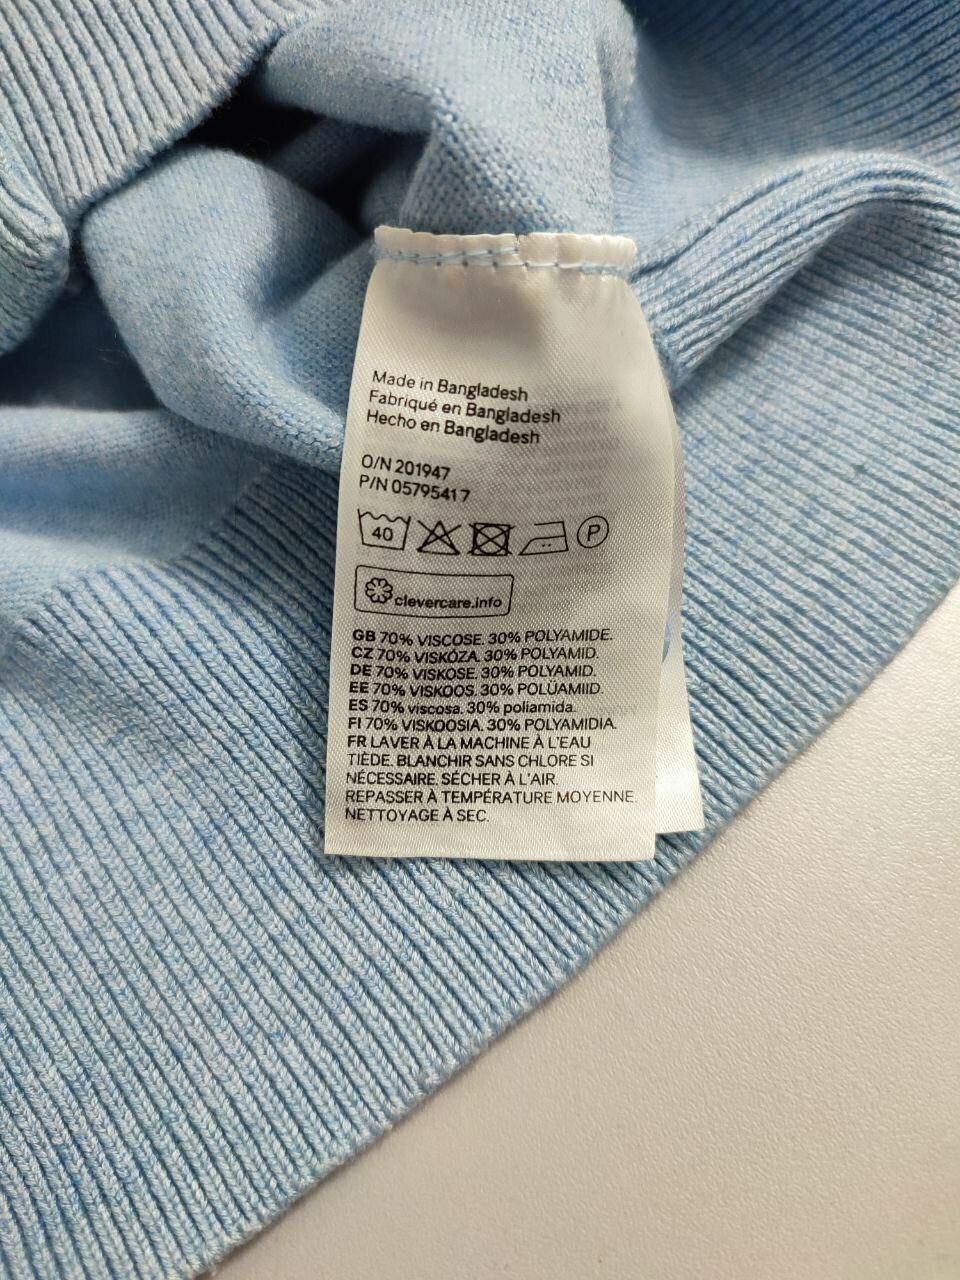 Made in Bangladesh
Fabriqué en Bangladesh
Hecho en Bangladesh
O/N 201947
P/N 05795417
40 P
clevercare.info
GB 70% VISCOSE. 30% POLYAMIDE.
CZ 70% VISKÓZA. 30% POLYAMID.
DE 70% VISKOSE. 30% POLYAMID.
EE 70% VISKOOS. 30% POLÜAMIID.
ES 70% viscosa. 30% poliamida.
FI 70% VISKOOSIA. 30% POLYAMIDIA.
FR LAVER À LA MACHINE À L'EAU
TIÈDE. BLANCHIR SANS CHLORE SI
NÉCESSAIRE. SÉCHER À L'AIR.
REPASSER À TEMPÉRATURE MOYENNE.
NETTOYAGE À SEC.